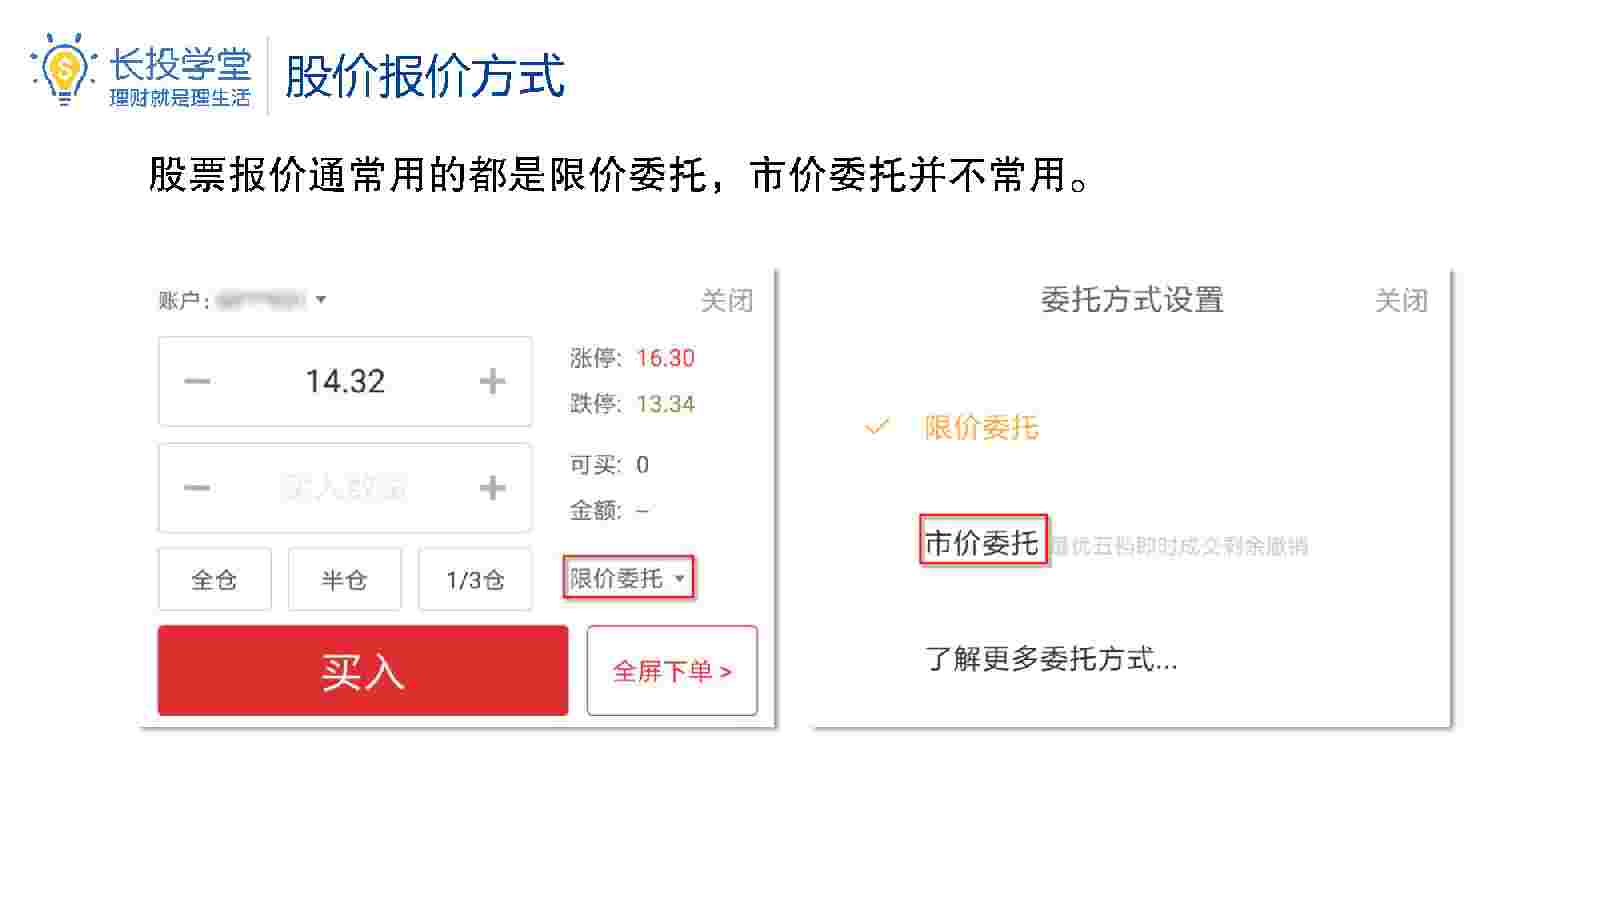 长投学堂
理财就是理生活
股价报价方式
股票报价通常用的都是限价委托，市价委托并不常用。
账户:
关闭
14.32
涨停: 16.30
跌停: 13.34
买入数量
可买: 0
金额: --
全仓
半仓
1/3仓
限价委托
买入
全屏下单 >
委托方式设置
关闭
限价委托
市价委托
最优五档即时成交剩余撤销
了解更多委托方式...